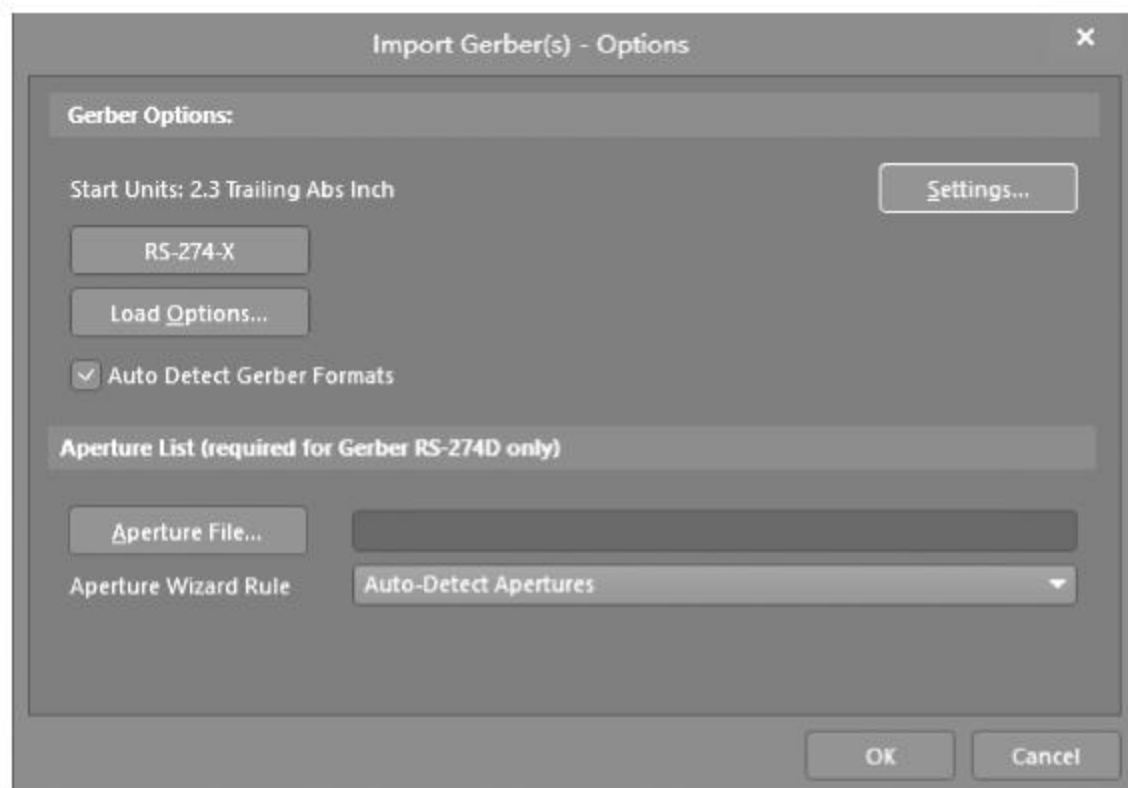 Import Gerber(s) - Options
Gerber Options:
Start Units: 2.3 Trailing Abs Inch
Settings...
RS-274-X
Load Options...
Auto Detect Gerber Formats
Aperture List (required for Gerber RS-274D only)
Aperture File...
Aperture Wizard Rule
Auto-Detect Apertures
OK
Cancel